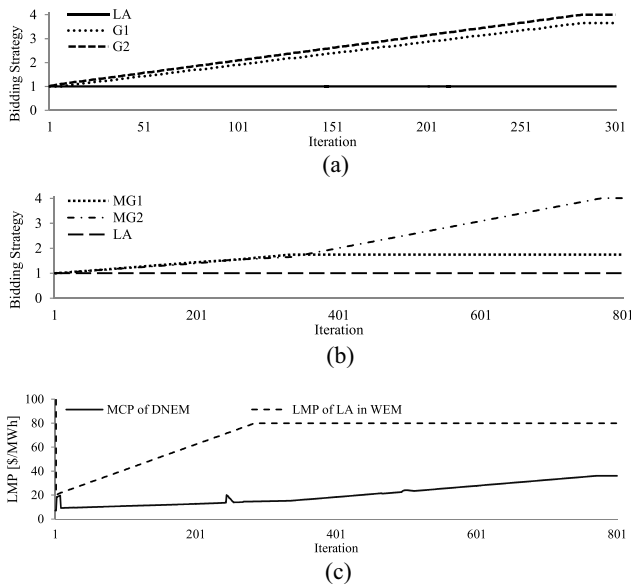 Bidding Strategy
4
3
2
1
0
LA
G1
G2
1 51 101 151 201 251 301
Iteration
(a)
Bidding Strategy
4
3
2
1
0
MG1
MG2
LA
1 201 401 601 801
Iteration
(b)
LMP [$/MWh]
100
80
60
40
20
0
MCP of DNEM LMP of LA in WEM
1 201 401 601 801
Iteration
(c)